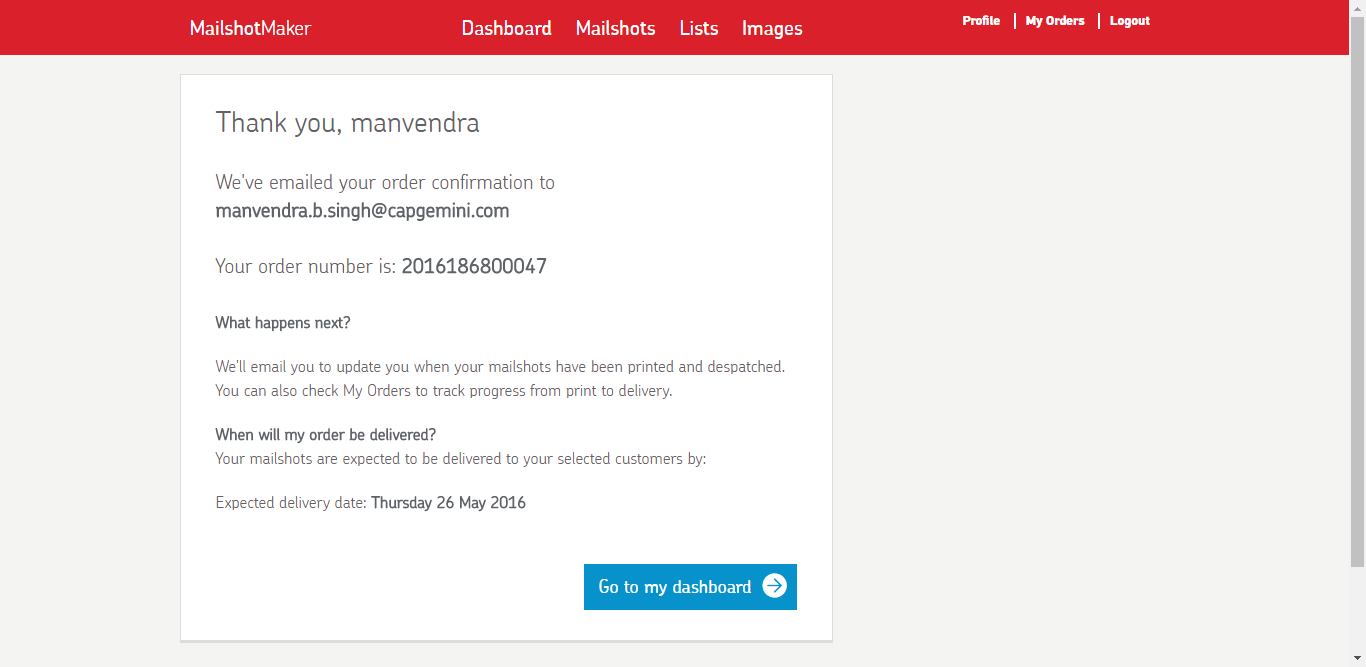 MailshotMaker
Dashboard Mailshots Lists Images
Profile My Orders Logout
Thank you, manvendra
We've emailed your order confirmation to
manvendra.b.singh@capgemini.com
Your order number is: 2016186800047
What happens next?
We'll email you to update you when your mailshots have been printed and despatched.
You can also check My Orders to track progress from print to delivery.
When will my order be delivered?
Your mailshots are expected to be delivered to your selected customers by:
Expected delivery date: Thursday 26 May 2016
Go to my dashboard